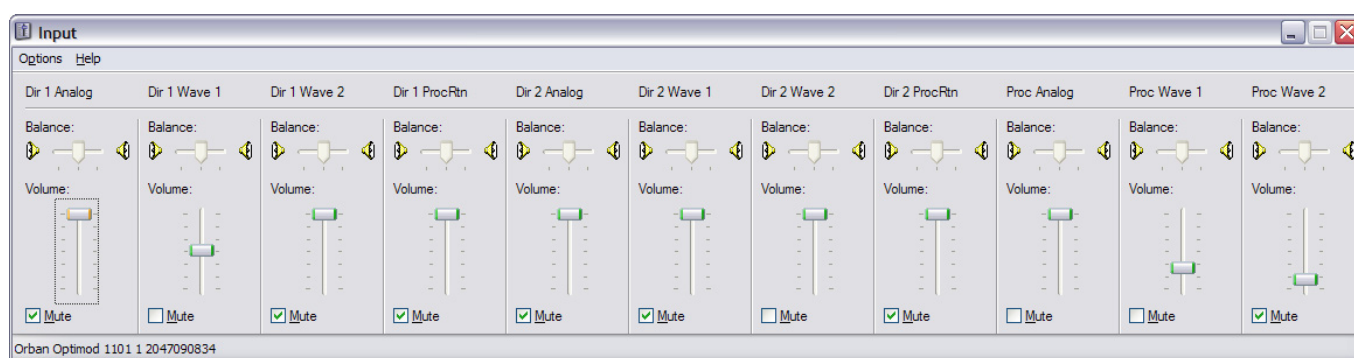 Input
Options Help
Dir 1 Analog Dir 1 Wave 1 Dir 1 Wave 2 Dir 1 ProcRtn Dir 2 Analog Dir 2 Wave 1 Dir 2 Wave 2 Dir 2 ProcRtn Proc Analog Proc Wave 1 Proc Wave 2
Balance: Balance: Balance: Balance: Balance: Balance: Balance: Balance: Balance: Balance: Balance:
Volume: Volume: Volume: Volume: Volume: Volume: Volume: Volume: Volume: Volume: Volume:
Mute Mute Mute Mute Mute Mute Mute Mute Mute Mute Mute
Orban Optimod 1101 1 2047090834